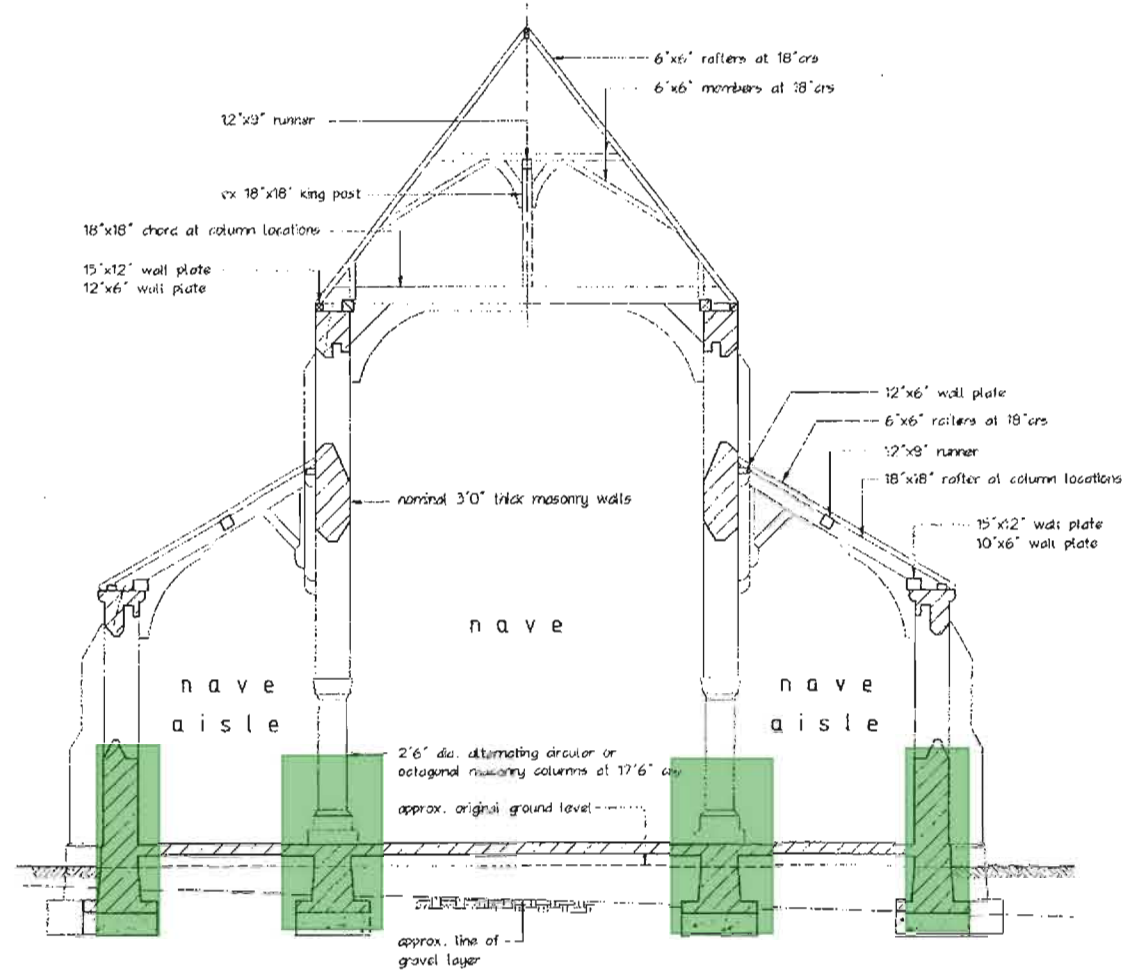 6"x6" rafters at 18"crs
6"x6" members at 18"crs
12"x9" runner
ex 18"x18" king post
18"x18" chord at column locations
15"x12" wall plate
12"x6" wall plate
12"x6" wall plate
6"x6" rafters at 18"crs
12"x9" runner
18"x18" rafter at column locations
15"x12" wall plate
10"x6" wall plate
nominal 3'0" thick masonry walls
nave
nave
aisle
nave
aisle
2'6" dia. alternating circular or
octagonal masonry columns at 17'6" crs
approx. original ground level
approx. line of
gravel layer